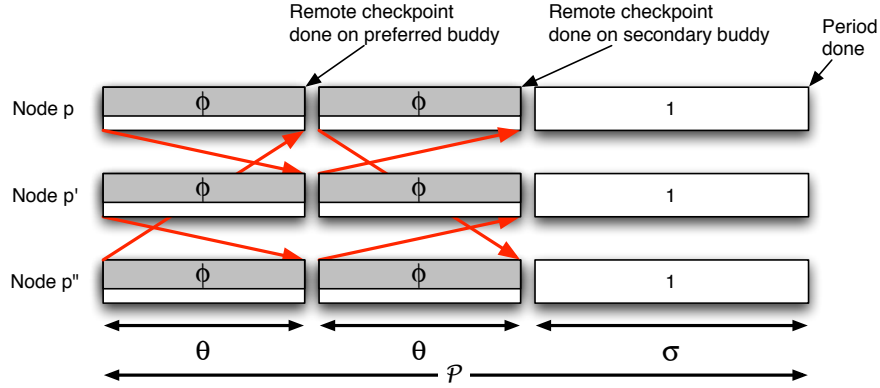 Remote checkpoint
done on preferred buddy
Remote checkpoint
done on secondary buddy
Period
done
Node p
ϕ
ϕ
1
Node p'
ϕ
ϕ
1
Node p"
ϕ
ϕ
1
θ
θ
σ
𝒫